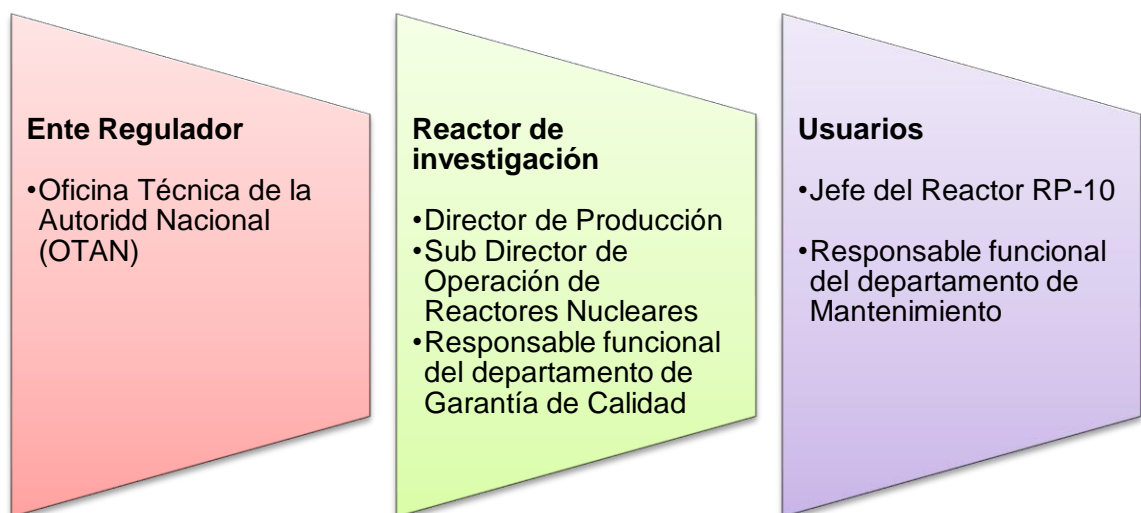 Ente Regulador
•Oficina Técnica de la
Autoridd Nacional
(OTAN)
Reactor de
investigación
•Director de Producción
•Sub Director de
Operación de
Reactores Nucleares
•Responsable funcional
del departamento de
Garantía de Calidad
Usuarios
•Jefe del Reactor RP-10
•Responsable funcional
del departamento de
Mantenimiento